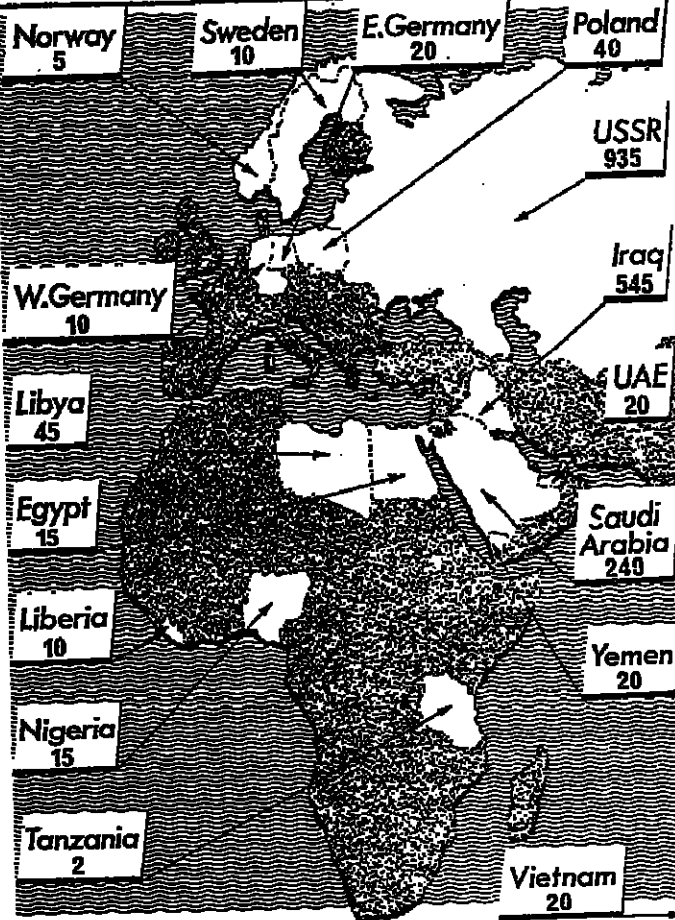 Norway
5
Sweden
10
E.Germany
20
Poland
40
USSR
935
Iraq
545
W.Germany
10
UAE
20
Libya
45
Egypt
15
Saudi
Arabia
240
Liberia
10
Yemen
20
Nigeria
15
Tanzania
2
Vietnam
20